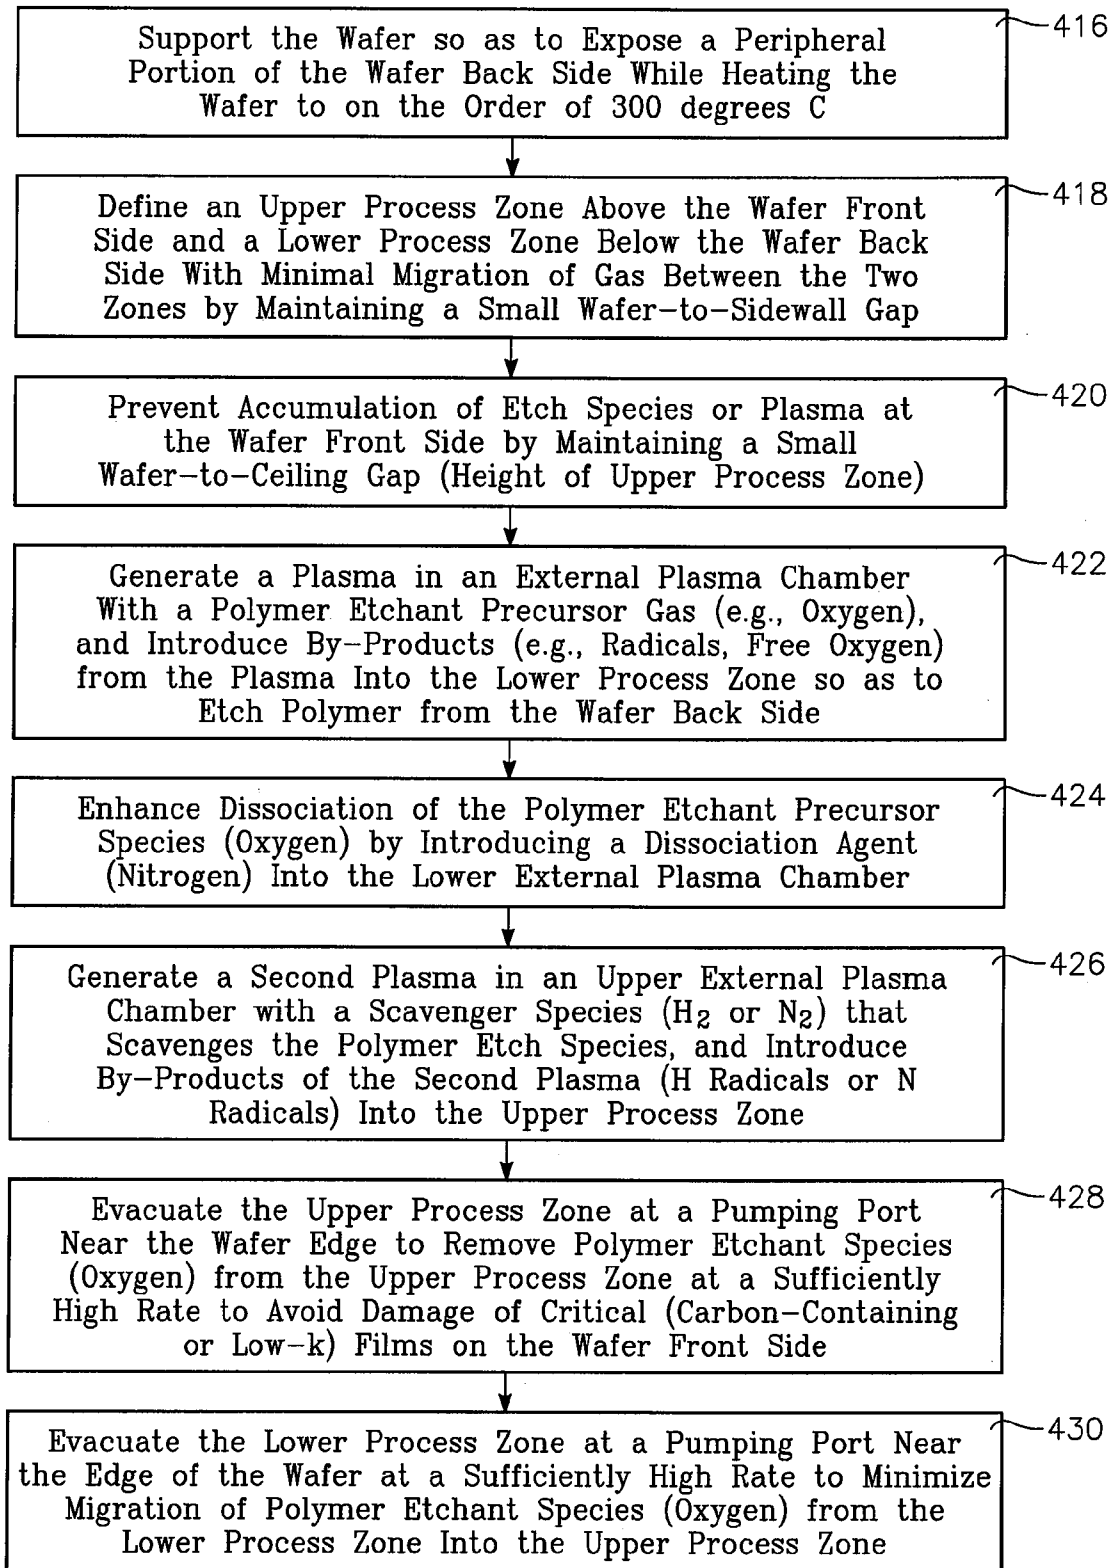 416
Support the Wafer so as to Expose a Peripheral
Portion of the Wafer Back Side While Heating the
Wafer to on the Order of 300 degrees C
418
Define an Upper Process Zone Above the Wafer Front
Side and a Lower Process Zone Below the Wafer Back
Side With Minimal Migration of Gas Between the Two
Zones by Maintaining a Small Wafer-to-Sidewall Gap
420
Prevent Accumulation of Etch Species or Plasma at
the Wafer Front Side by Maintaining a Small
Wafer-to-Ceiling Gap (Height of Upper Process Zone)
422
Generate a Plasma in an External Plasma Chamber
With a Polymer Etchant Precursor Gas (e.g., Oxygen),
and Introduce By-Products (e.g., Radicals, Free Oxygen)
from the Plasma Into the Lower Process Zone so as to
Etch Polymer from the Wafer Back Side
424
Enhance Dissociation of the Polymer Etchant Precursor
Species (Oxygen) by Introducing a Dissociation Agent
(Nitrogen) Into the Lower External Plasma Chamber
426
Generate a Second Plasma in an Upper External Plasma
Chamber with a Scavenger Species (H₂ or N₂) that
Scavenges the Polymer Etch Species, and Introduce
By-Products of the Second Plasma (H Radicals or N
Radicals) Into the Upper Process Zone
428
Evacuate the Upper Process Zone at a Pumping Port
Near the Wafer Edge to Remove Polymer Etchant Species
(Oxygen) from the Upper Process Zone at a Sufficiently
High Rate to Avoid Damage of Critical (Carbon-Containing
or Low-k) Films on the Wafer Front Side
430
Evacuate the Lower Process Zone at a Pumping Port Near
the Edge of the Wafer at a Sufficiently High Rate to Minimize
Migration of Polymer Etchant Species (Oxygen) from the
Lower Process Zone Into the Upper Process Zone